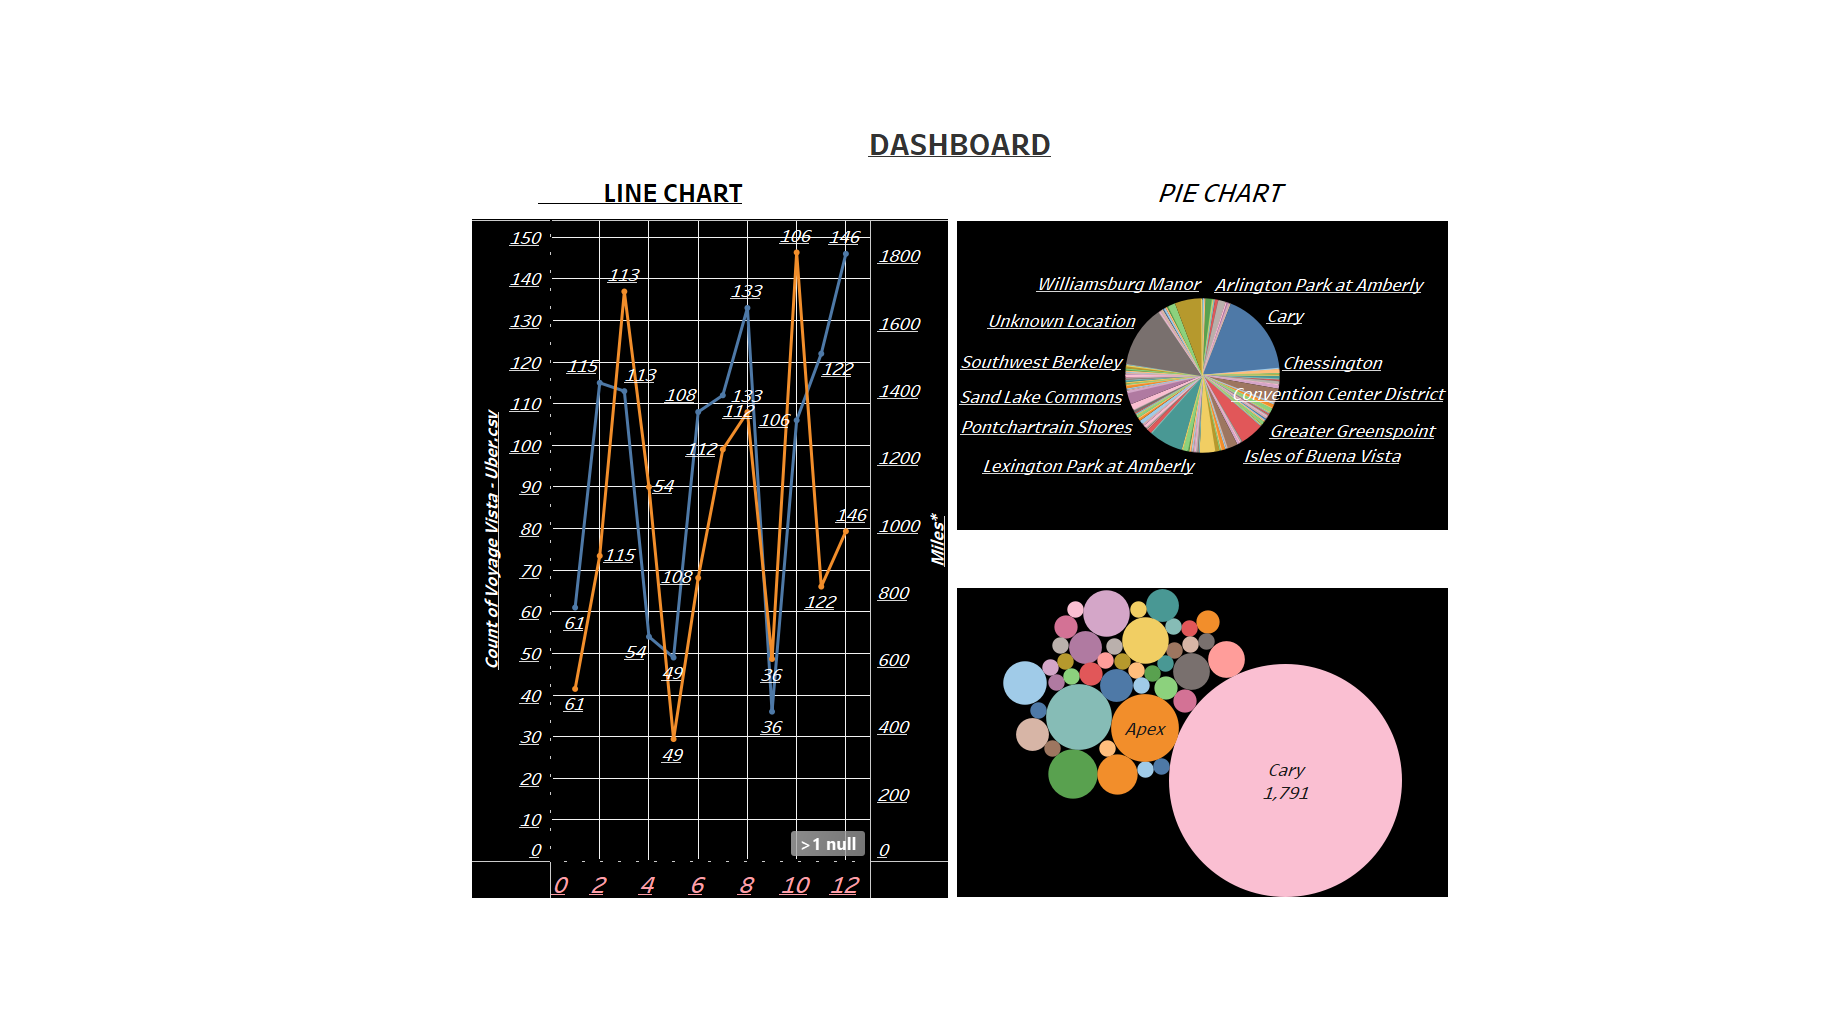 DASHBOARD
LINE CHART
150
140
130
120
110
100
90
80
70
60
50
40
30
20
10
0
Count of Voyage Vista - Uber.csv
106
146
113
133
115
113
122
108
133
112
106
112
54
146
115
108
122
61
54
49
36
61
36
49
>1 null
1800
1600
1400
1200
1000
800
600
400
200
0
Miles*
0 2 4 6 8 10 12
PIE CHART
Williamsburg Manor
Arlington Park at Amberly
Unknown Location
Cary
Southwest Berkeley
Chessington
Sand Lake Commons
Convention Center District
Pontchartrain Shores
Greater Greenspoint
Lexington Park at Amberly
Isles of Buena Vista
Apex
Cary
1,791